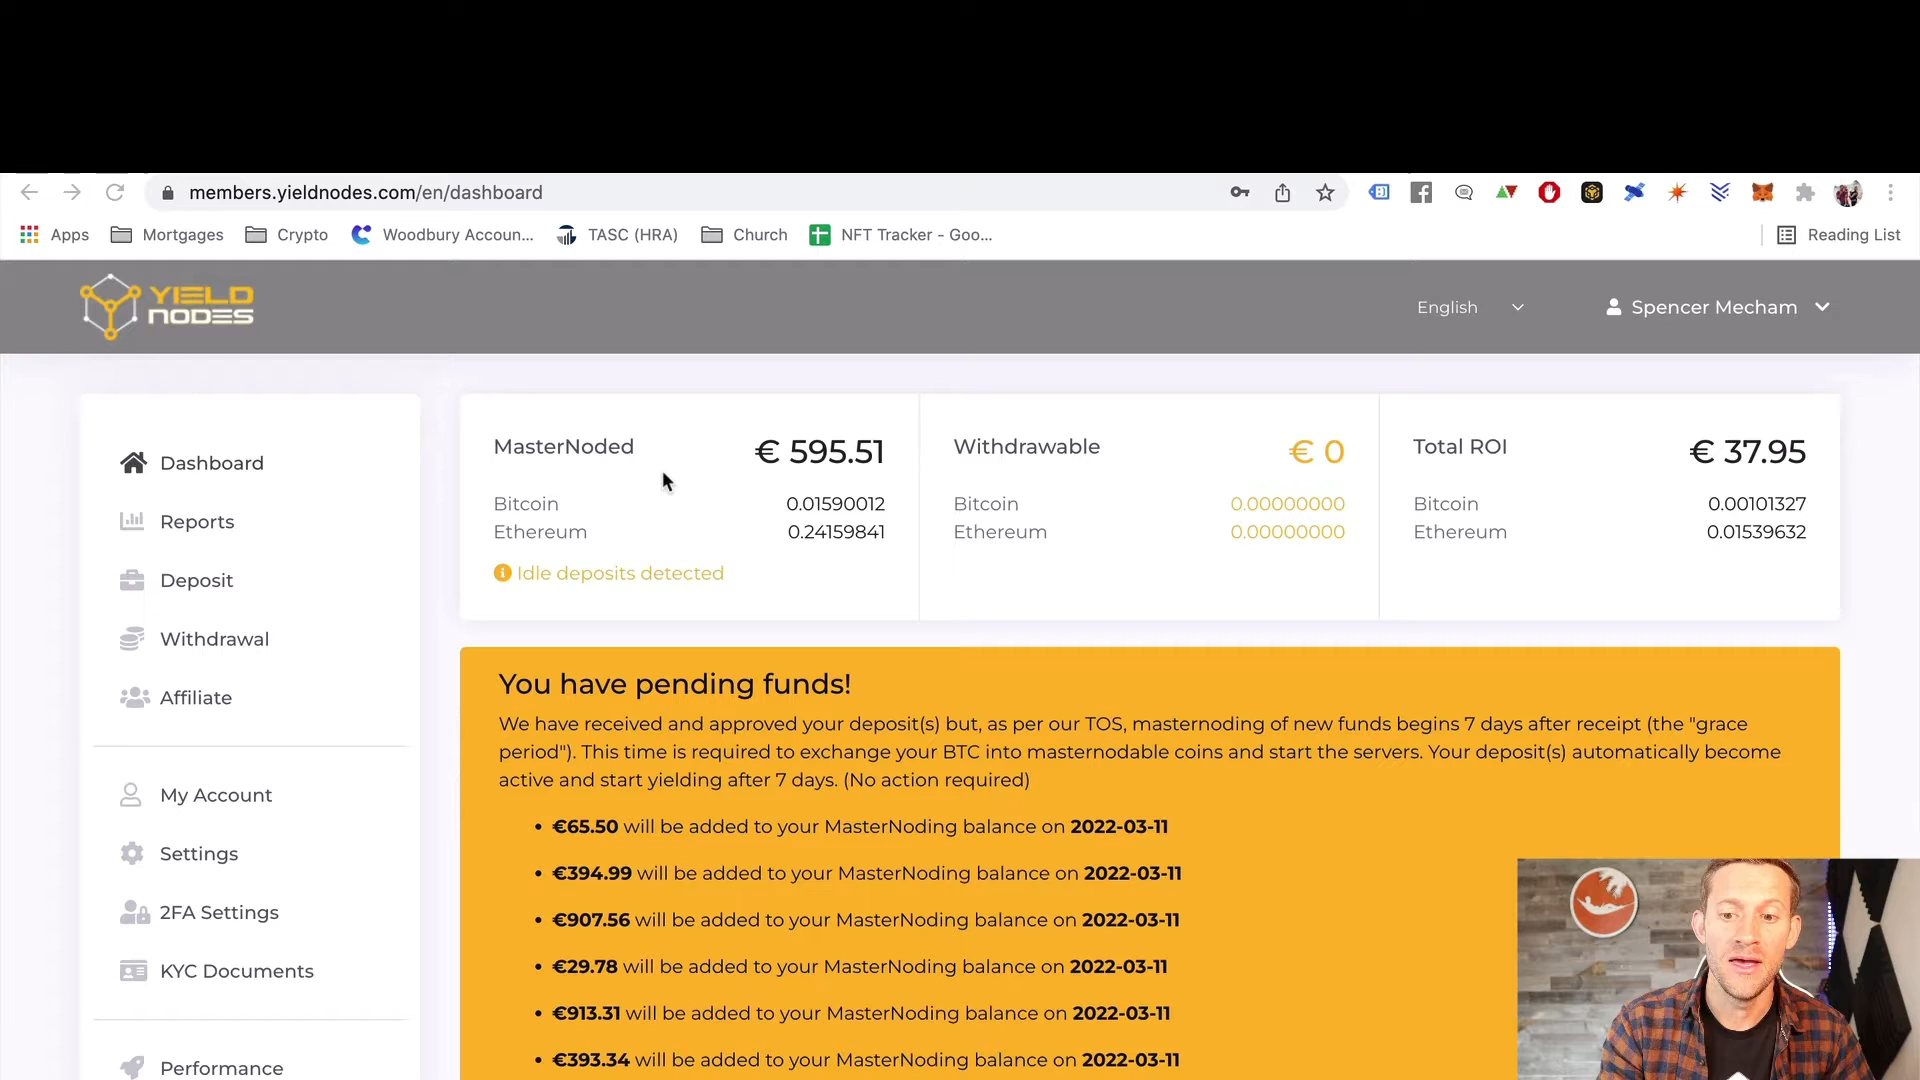 members.yieldnodes.com/en/dashboard
Apps Mortgages Crypto Woodbury Accoun... TASC (HRA) Church NFT Tracker - Goo... Reading List
YIELD
NODES
English Spencer Mecham
Dashboard
Reports
Deposit
Withdrawal
Affiliate
My Account
Settings
2FA Settings
KYC Documents
Performance
MasterNoded € 595.51
Bitcoin 0.01590012
Ethereum 0.24159841
Idle deposits detected
Withdrawable € 0
Bitcoin 0.00000000
Ethereum 0.00000000
Total ROI € 37.95
Bitcoin 0.00101327
Ethereum 0.01539632
You have pending funds!
We have received and approved your deposit(s) but, as per our TOS, masternoding of new funds begins 7 days after receipt (the "grace
period"). This time is required to exchange your BTC into masternodable coins and start the servers. Your deposit(s) automatically become
active and start yielding after 7 days. (No action required)
• €65.50 will be added to your MasterNoding balance on 2022-03-11
• €394.99 will be added to your MasterNoding balance on 2022-03-11
• €907.56 will be added to your MasterNoding balance on 2022-03-11
• €29.78 will be added to your MasterNoding balance on 2022-03-11
• €913.31 will be added to your MasterNoding balance on 2022-03-11
• €393.34 will be added to your MasterNoding balance on 2022-03-11